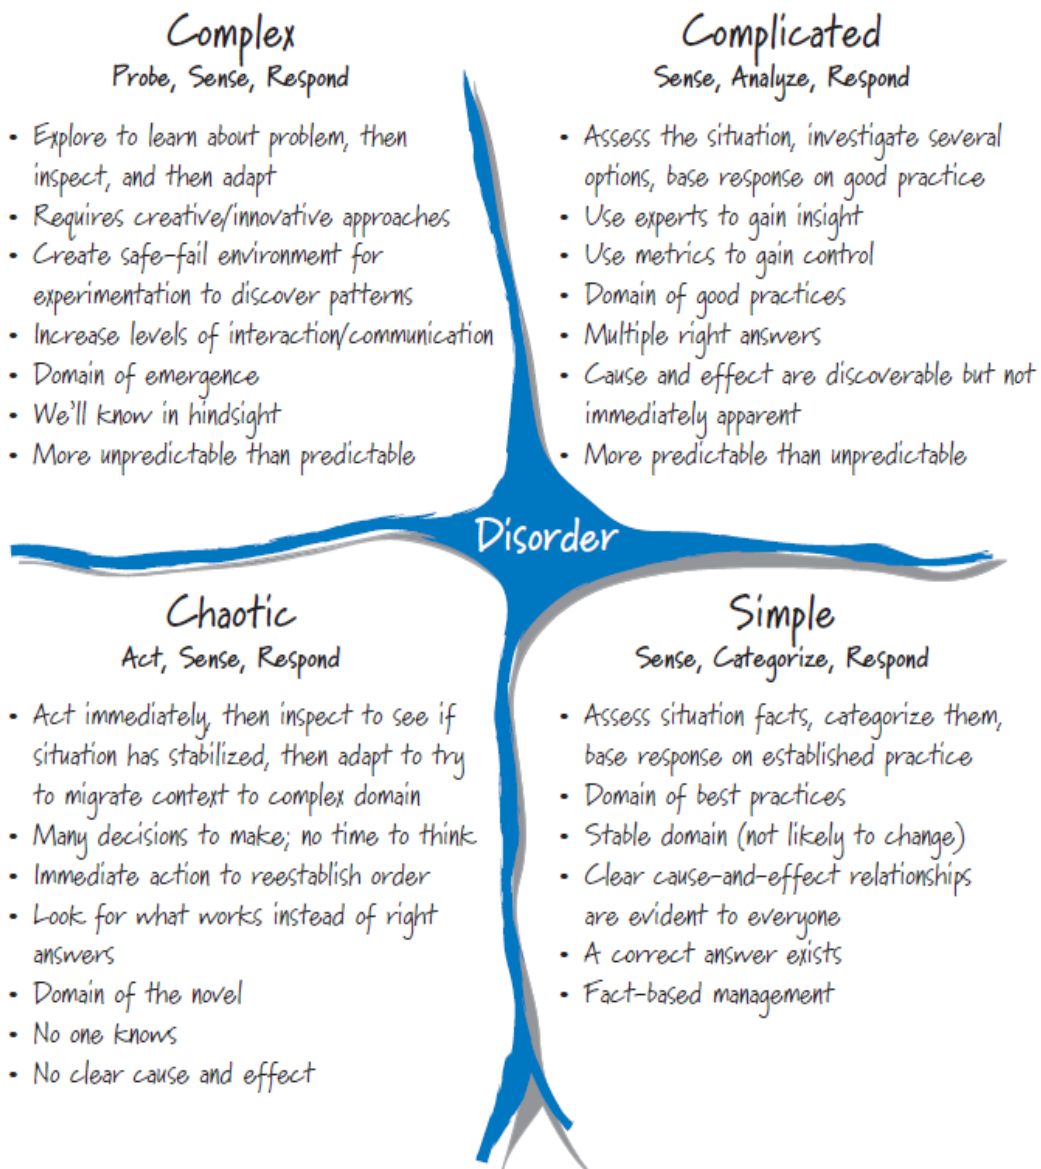 Complex
Probe, Sense, Respond
• Explore to learn about problem, then
inspect, and then adapt
• Requires creative/innovative approaches
• Create safe-fail environment for
experimentation to discover patterns
• Increase levels of interaction/communication
• Domain of emergence
• We'll know in hindsight
• More unpredictable than predictable
Complicated
Sense, Analyze, Respond
• Assess the situation, investigate several
options, base response on good practice
• Use experts to gain insight
• Use metrics to gain control
• Domain of good practices
• Multiple right answers
• Cause and effect are discoverable but not
immediately apparent
• More predictable than unpredictable
Disorder
Chaotic
Act, Sense, Respond
• Act immediately, then inspect to see if
situation has stabilized, then adapt to try
to migrate context to complex domain
• Many decisions to make; no time to think
• Immediate action to reestablish order
• Look for what works instead of right
answers
• Domain of the novel
• No one knows
• No clear cause and effect
Simple
Sense, Categorize, Respond
• Assess situation facts, categorize them,
base response on established practice
• Domain of best practices
• Stable domain (not likely to change)
• Clear cause-and-effect relationships
are evident to everyone
• A correct answer exists
• Fact-based management